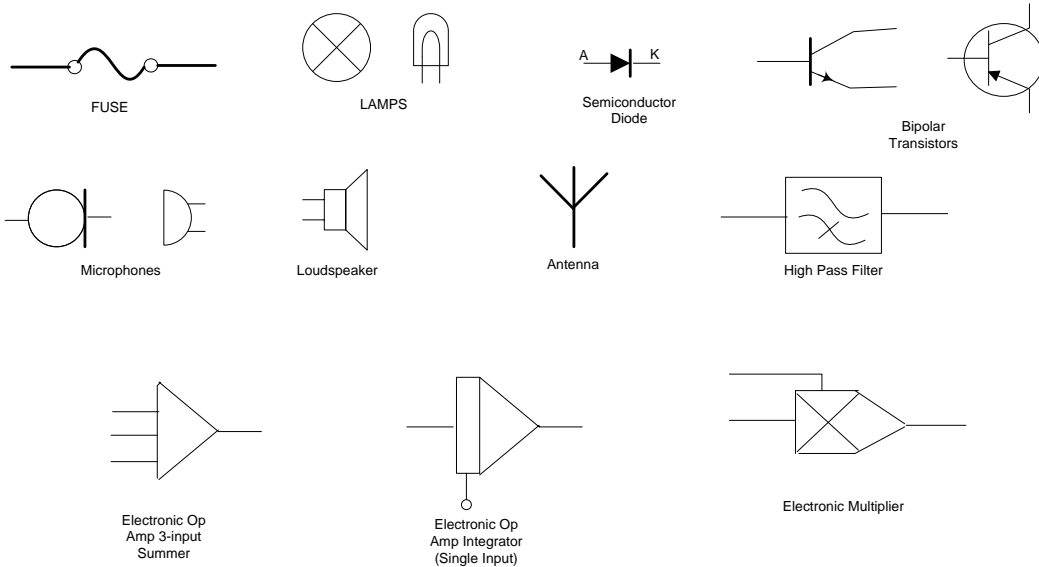 FUSE
LAMPS
A
K
Semiconductor
Diode
Bipolar
Transistors
Microphones
Loudspeaker
Antenna
High Pass Filter
Electronic Op
Amp 3-input
Summer
Electronic Op
Amp Integrator
(Single Input)
Electronic Multiplier